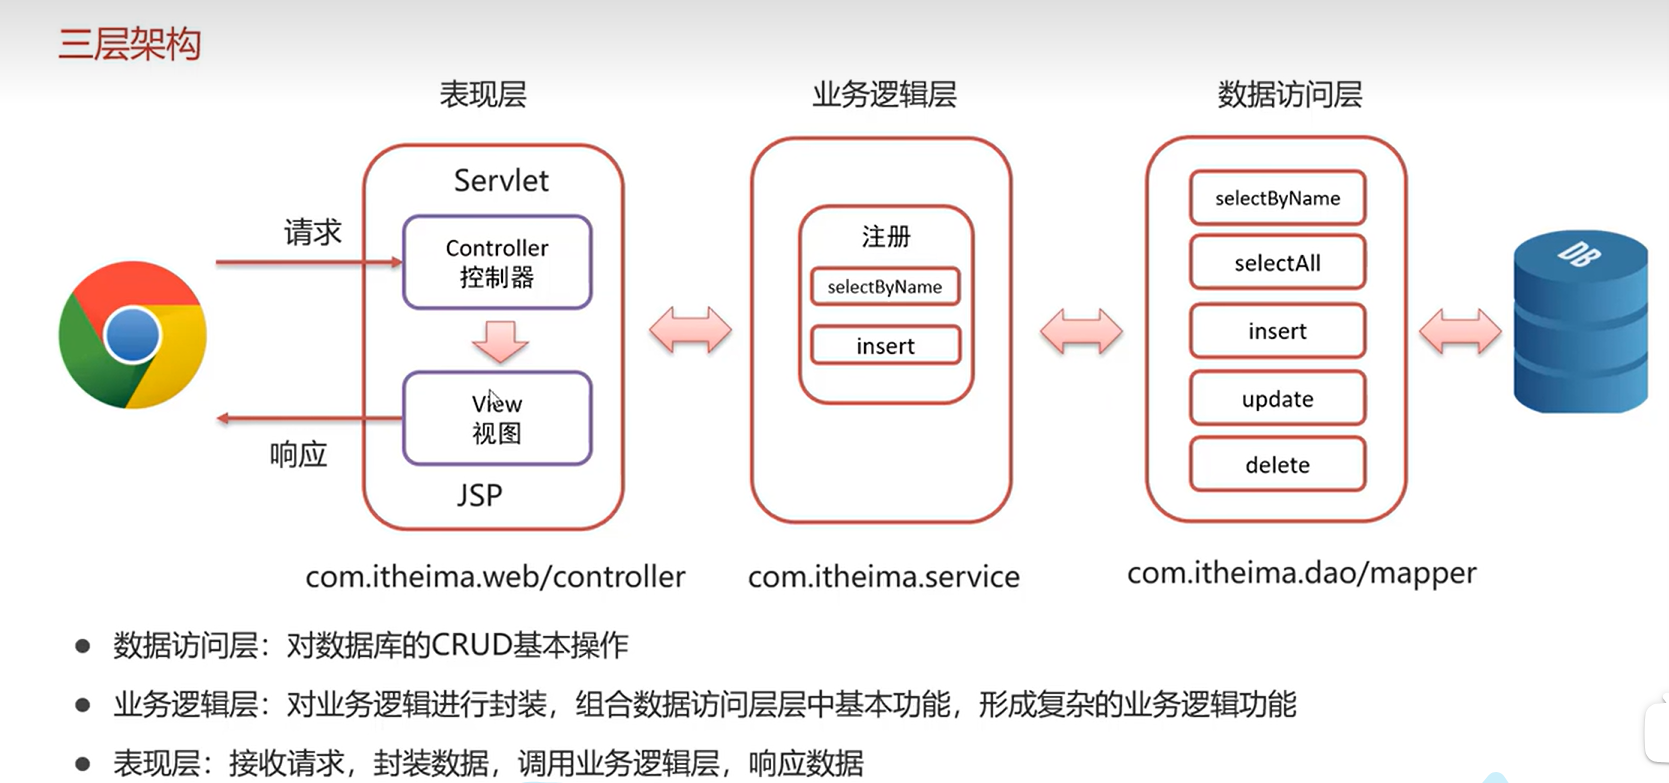 三层架构
表现层
业务逻辑层
数据访问层
Servlet
请求
Controller
控制器
View
视图
响应
JSP
注册
selectByName
insert
selectByName
selectAll
insert
update
delete
DB
com.itheima.web/controller
com.itheima.service
com.itheima.dao/mapper
● 数据访问层：对数据库的CRUD基本操作
● 业务逻辑层：对业务逻辑进行封装，组合数据访问层层中基本功能，形成复杂的业务逻辑功能
● 表现层：接收请求，封装数据，调用业务逻辑层，响应数据